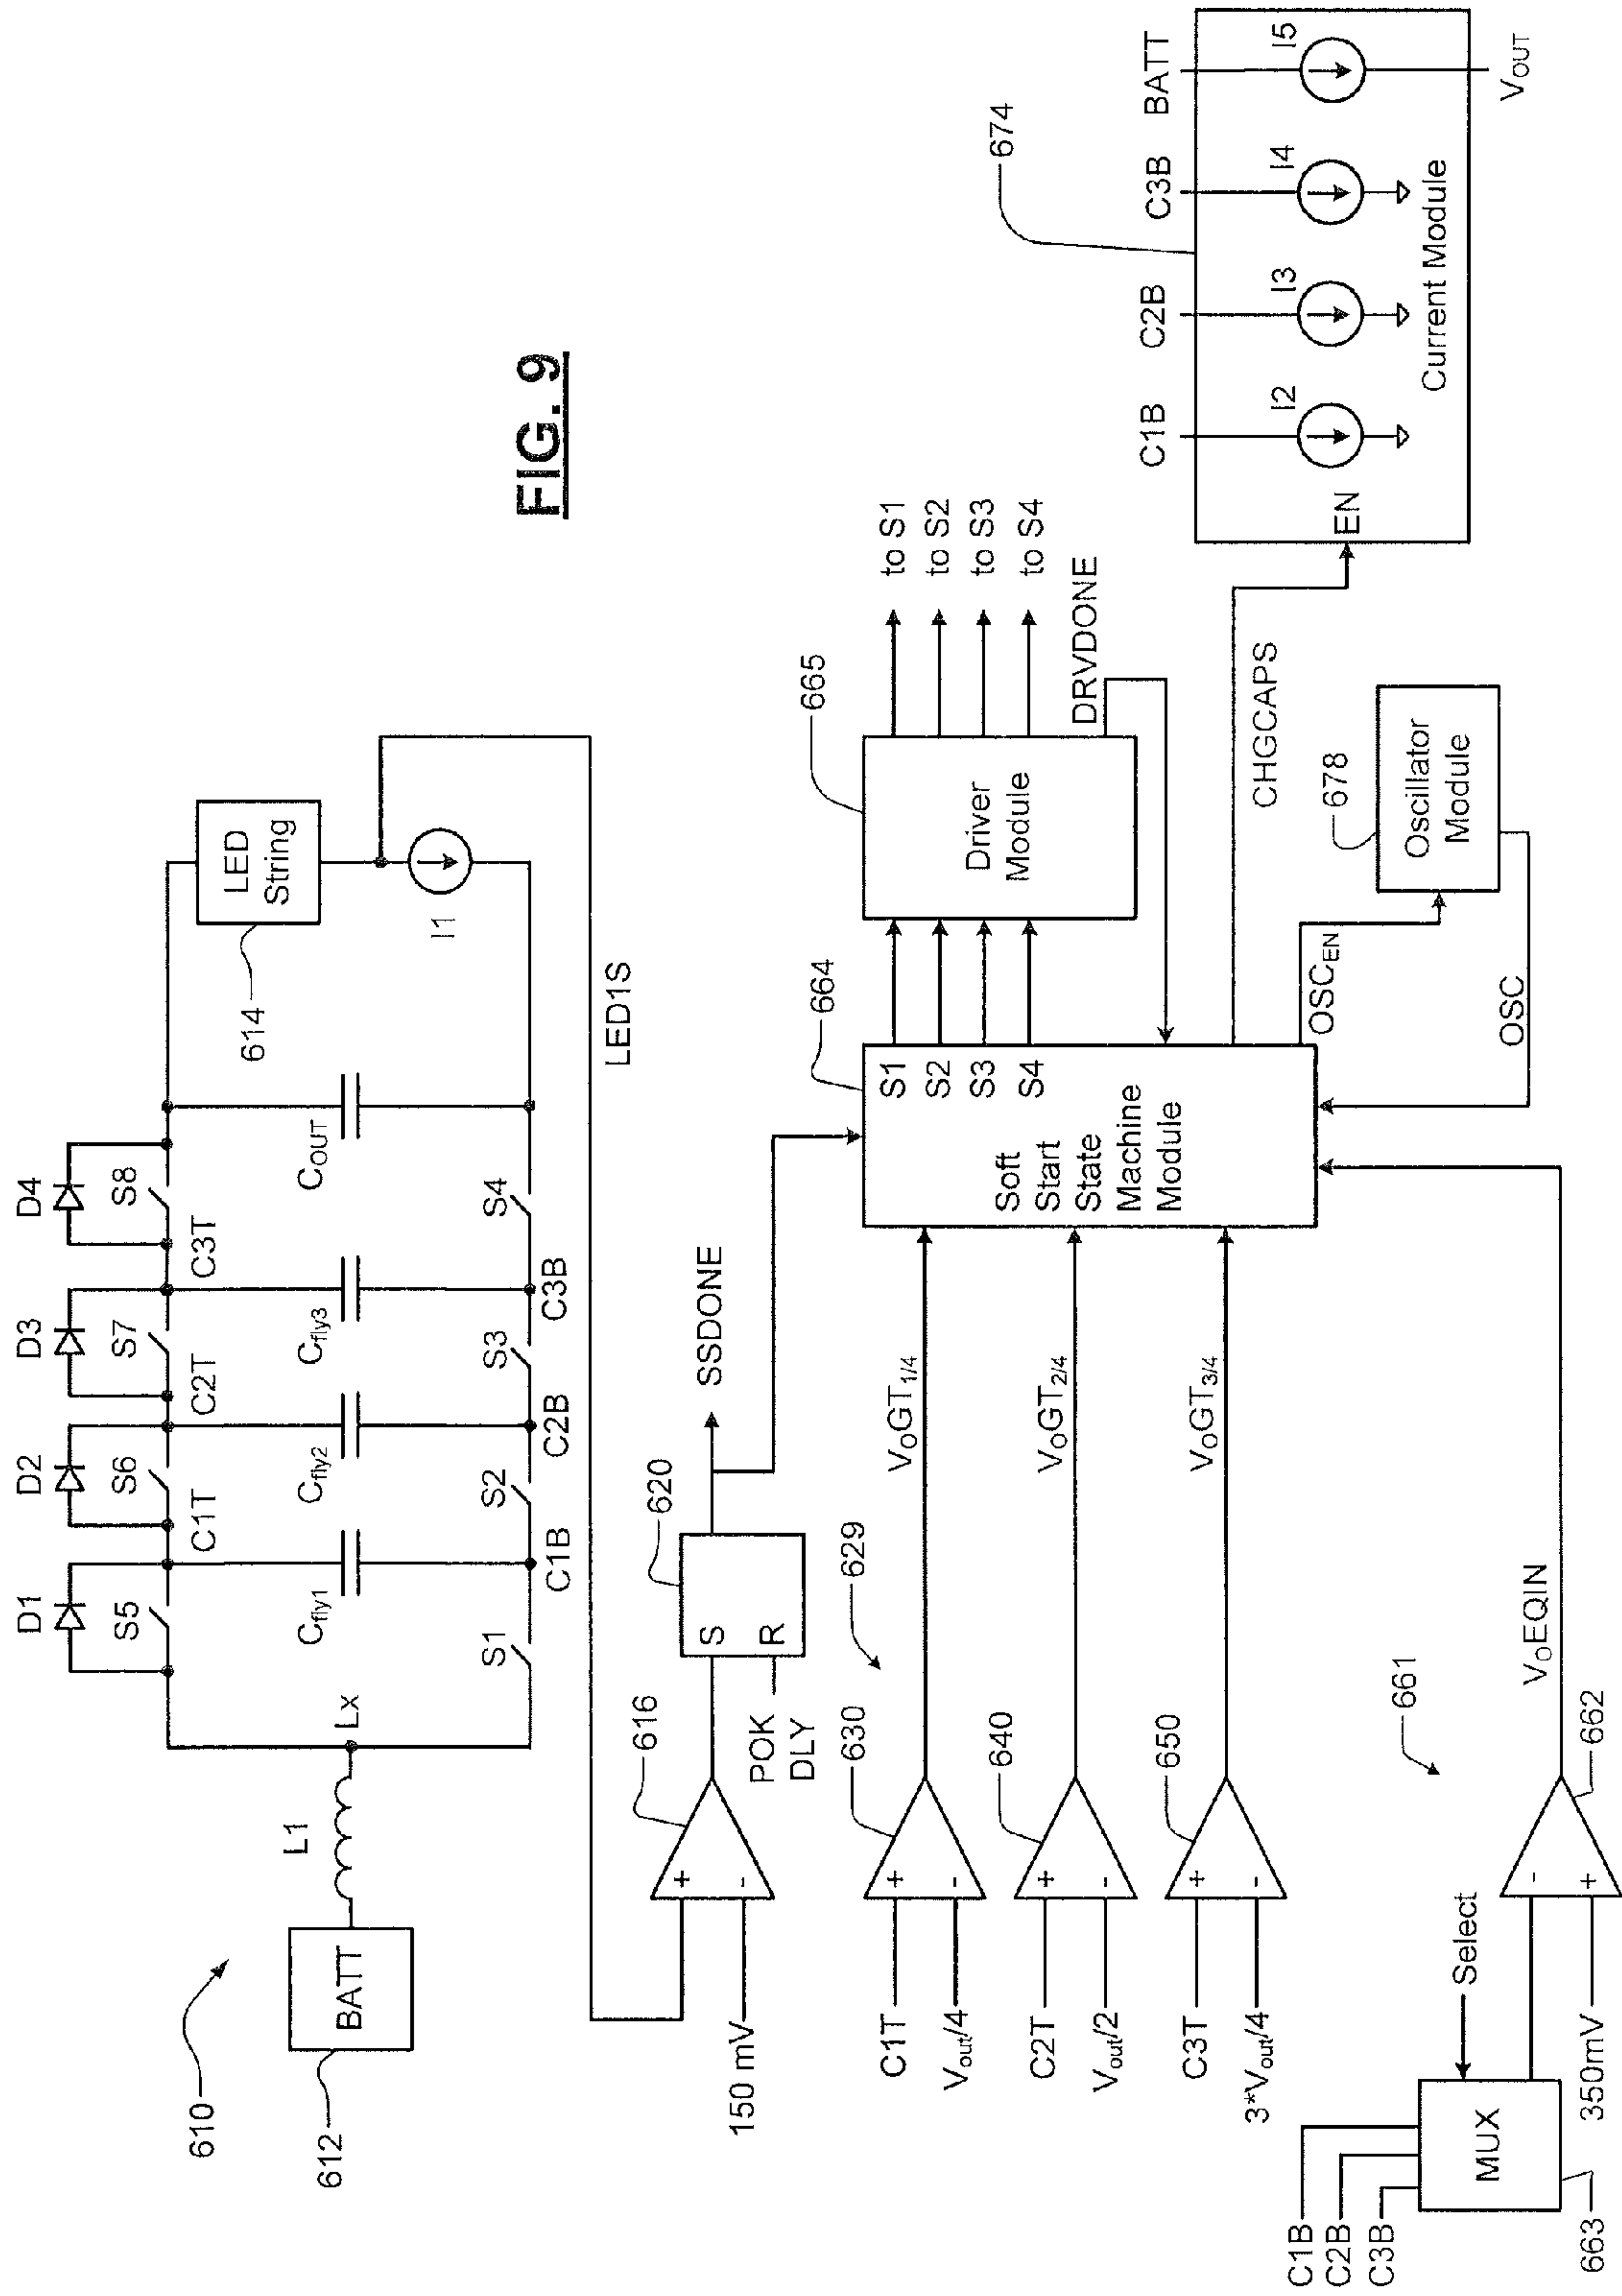 FIG. 9
610
BATT
612
L1
Lx
D1
D2
D3
D4
S5
S6
S7
S8
C1T
C2T
C3T
Cfly1
Cfly2
Cfly3
COUT
S1
S2
S3
S4
C1B
C2B
C3B
LED
String
614
I1
LED1S
616
+
-
150 mV
620
S
R
POK
DLY
SSDONE
629
630
+
-
C1T
Vout/4
VOGT1/4
640
+
-
C2T
Vout/2
VOGT2/4
650
+
-
C3T
3*Vout/4
VOGT3/4
661
662
-
+
350mV
VOEQIN
Select
MUX
663
C1B
C2B
C3B
664
S1
S2
S3
S4
Soft
Start
State
Machine
Module
665
Driver
Module
to S1
to S2
to S3
to S4
DRVDONE
CHGCAPS
OSCEN
OSC
678
Oscillator
Module
674
C1B
C2B
C3B
BATT
I2
I3
I4
I5
EN
Current Module
VOUT